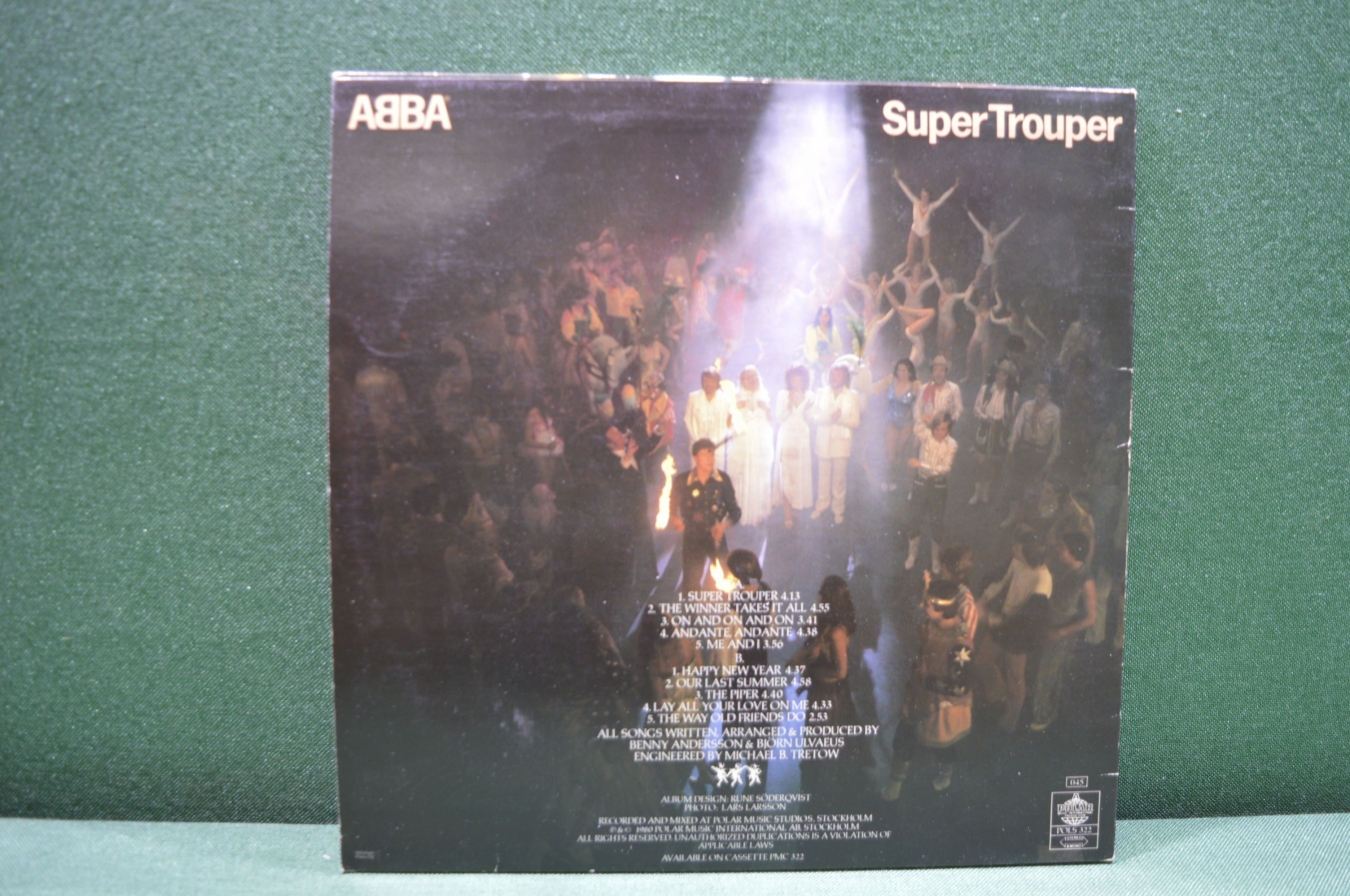 ABBA
Super Trouper
1. SUPER TROUPER 4.13
2. THE WINNER TAKES IT ALL 4.55
3. ON AND ON AND ON 3.41
4. ANDANTE, ANDANTE 4.38
5. ME AND I 3.56
B.
1. HAPPY NEW YEAR 4.37
2. OUR LAST SUMMER 4.38
3. THE PIPER 4.40
4. LAY ALL YOUR LOVE ON ME 4.33
5. THE WAY OLD FRIENDS DO 2.53
ALL SONGS WRITTEN, ARRANGED & PRODUCED BY
BENNY ANDERSSON & BJÖRN ULVAEUS
ENGINEERED BY MICHAEL B. TRETOW
ALBUM DESIGN: RUNE SÖDERQVIST
PHOTO: LARS LARSSON
RECORDED AND MIXED AT POLAR MUSIC STUDIOS, STOCKHOLM
℗ & © 1980 POLAR MUSIC INTERNATIONAL AB, STOCKHOLM
ALL RIGHTS RESERVED. UNAUTHORIZED DUPLICATIONS IS A VIOLATION OF
APPLICABLE LAWS
AVAILABLE ON CASSETTE PMC 322
045
POLS 322